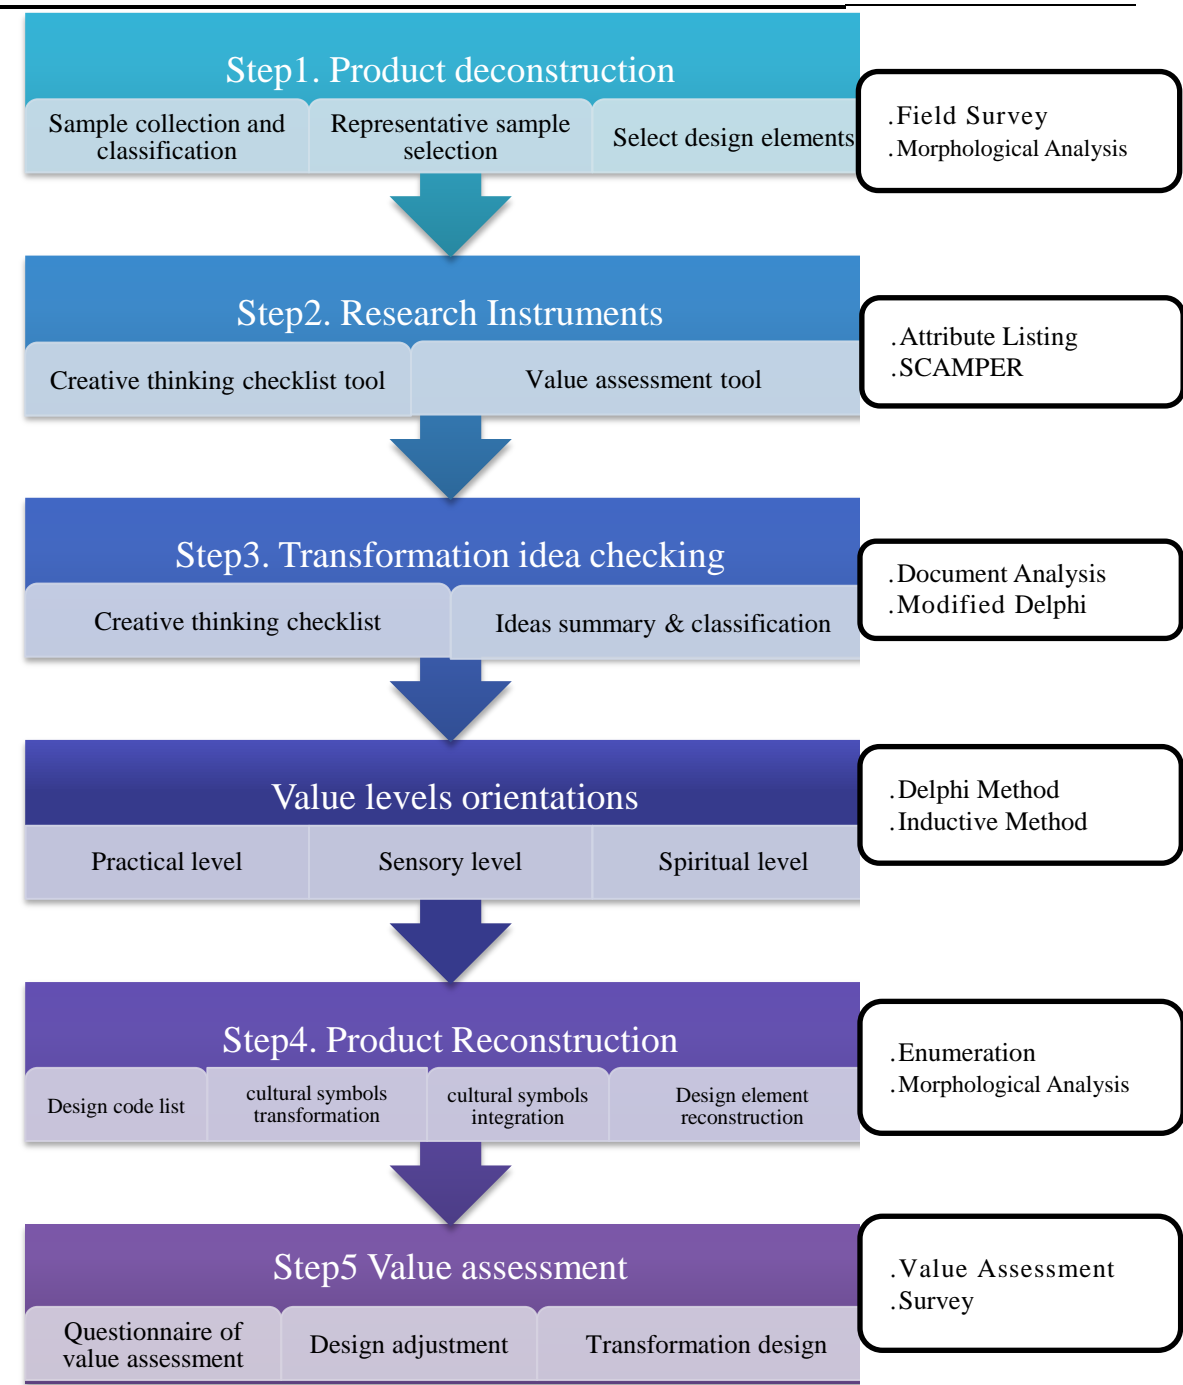 Step1. Product deconstruction
Sample collection and
classification
Representative sample
selection
Select design elements
.Field Survey
.Morphological Analysis
Step2. Research Instruments
Creative thinking checklist tool
Value assessment tool
.Attribute Listing
.SCAMPER
Step3. Transformation idea checking
Creative thinking checklist
Ideas summary & classification
.Document Analysis
.Modified Delphi
Value levels orientations
Practical level
Sensory level
Spiritual level
.Delphi Method
.Inductive Method
Step4. Product Reconstruction
Design code list
cultural symbols
transformation
cultural symbols
integration
Design element
reconstruction
.Enumeration
.Morphological Analysis
Step5 Value assessment
Questionnaire of
value assessment
Design adjustment
Transformation design
.Value Assessment
.Survey